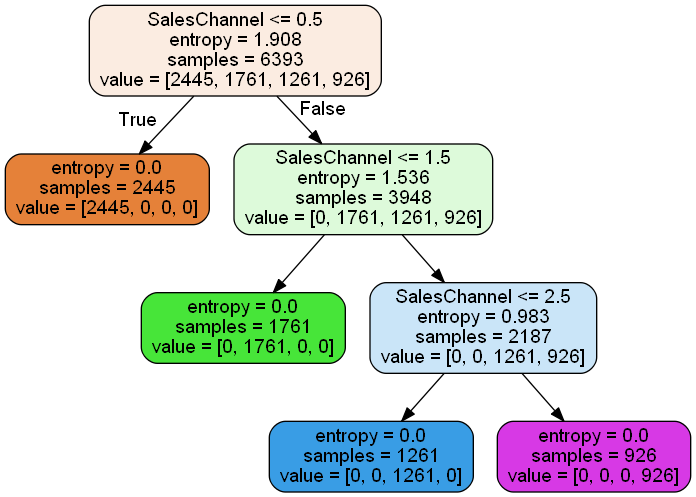 SalesChannel <= 0.5
entropy = 1.908
samples = 6393
value = [2445, 1761, 1261, 926]
True
False
entropy = 0.0
samples = 2445
value = [2445, 0, 0, 0]
SalesChannel <= 1.5
entropy = 1.536
samples = 3948
value = [0, 1761, 1261, 926]
entropy = 0.0
samples = 1761
value = [0, 1761, 0, 0]
SalesChannel <= 2.5
entropy = 0.983
samples = 2187
value = [0, 0, 1261, 926]
entropy = 0.0
samples = 1261
value = [0, 0, 1261, 0]
entropy = 0.0
samples = 926
value = [0, 0, 0, 926]